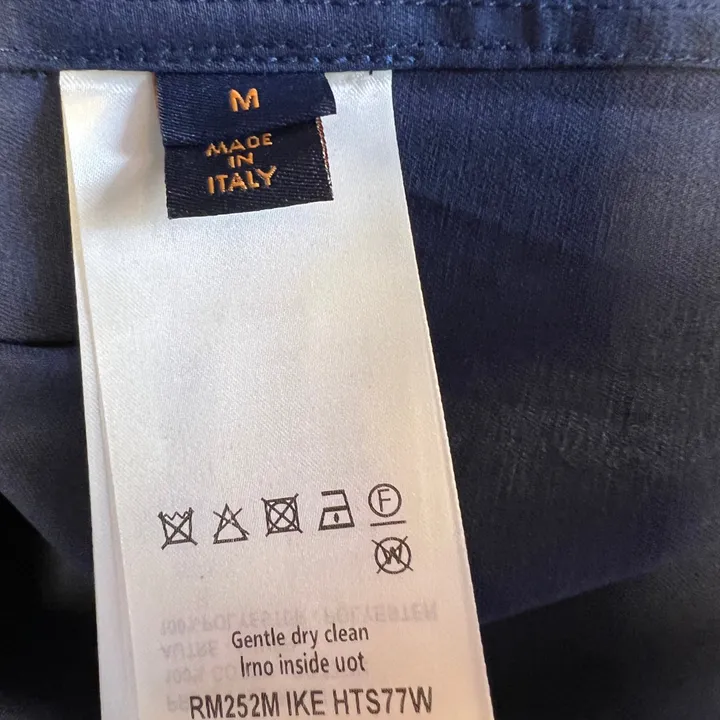 M
MADE
IN
ITALY
F
W
Gentle dry clean
Irno inside uot
RM252M IKE HTS77W